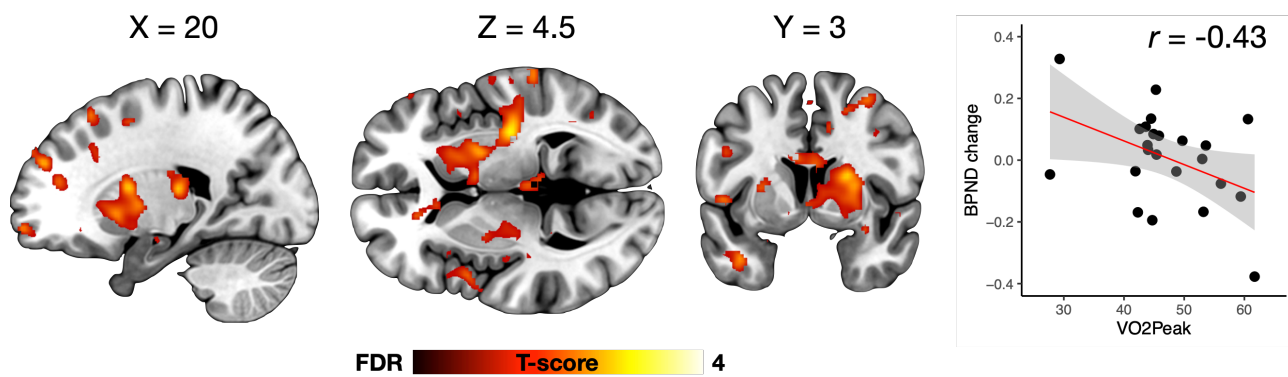 X = 20
Z = 4.5
Y = 3
r = -0.43
0.4
0.2
0.0
−0.2
−0.4
BPND change
30
40
50
60
VO2Peak
FDR
T-score
4